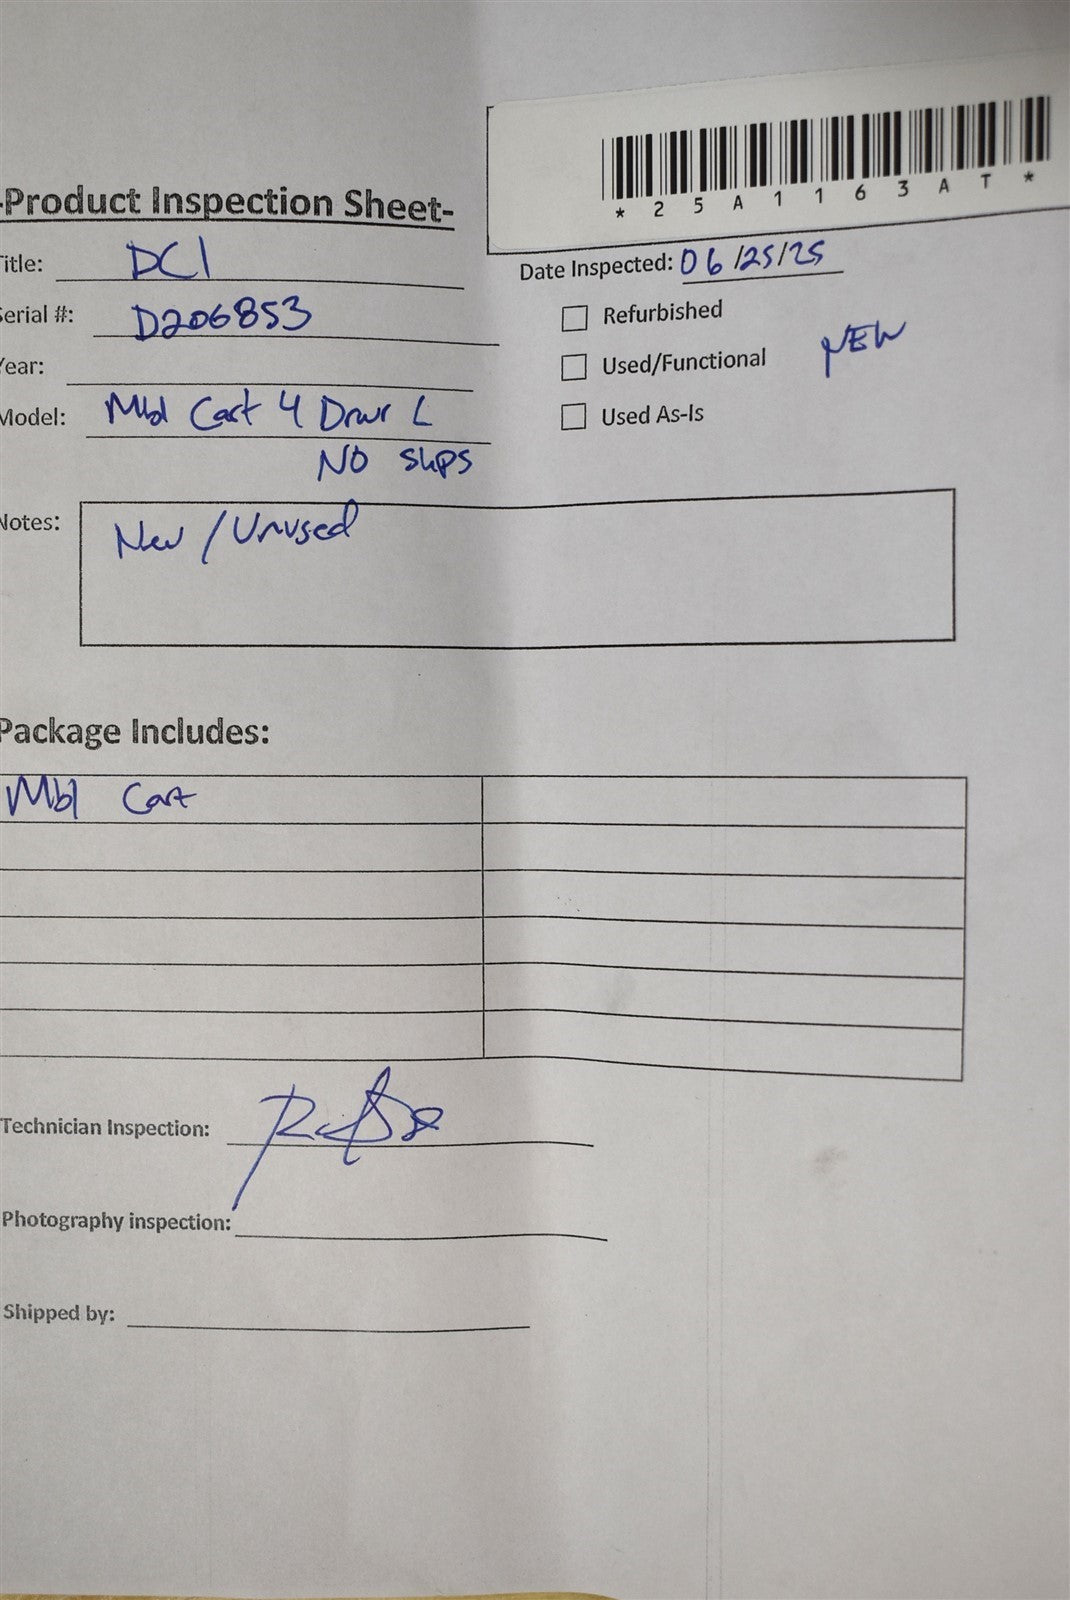 *25A1163AT*
-Product Inspection Sheet-
Title: DCI
Date Inspected: 06/25/25
Serial #: D206853
Refurbished
Year:
Used/Functional
NEW
Model: Mbl Cart 4 Drwr L
Used As-Is
NO
Notes: New/Unused
Package Includes:
Mbl Cart
Technician Inspection:
Photography inspection:
Shipped by: